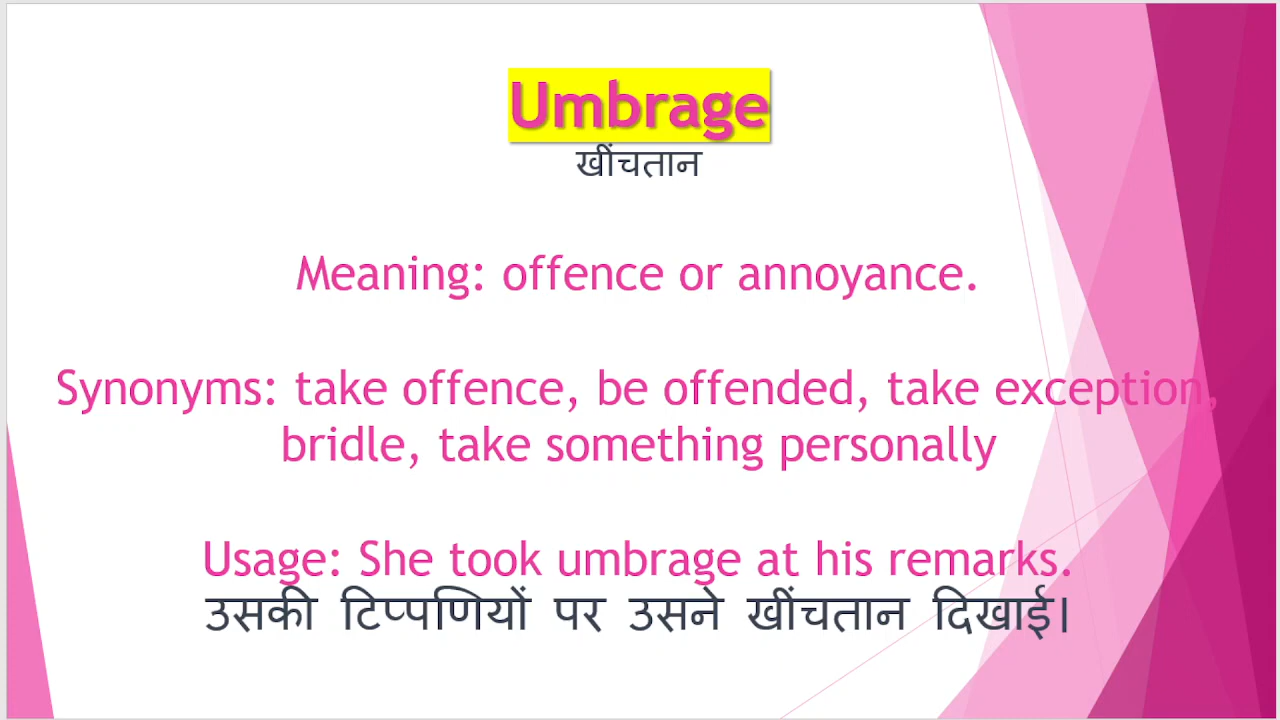 Umbrage
खींचतान
Meaning: offence or annoyance.
Synonyms: take offence, be offended, take exception,
bridle, take something personally
Usage: She took umbrage at his remarks.
उसकी टिप्पणियों पर उसने खींचतान दिखाई।